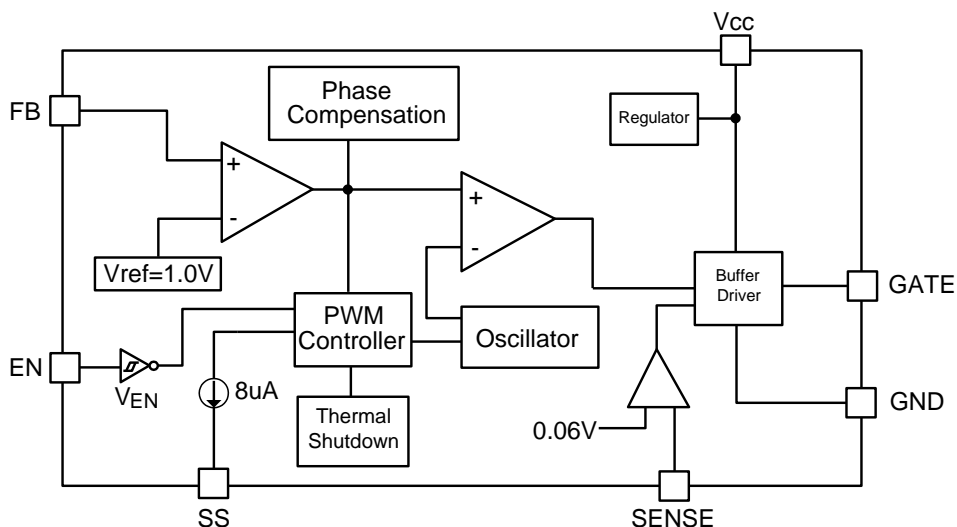 Vcc
Phase
Compensation
FB
Regulator
+
-
+
-
Vref=1.0V
Buffer
Driver
GATE
PWM
Controller
Oscillator
EN
VEN
8uA
GND
Thermal
Shutdown
0.06V
SS
SENSE